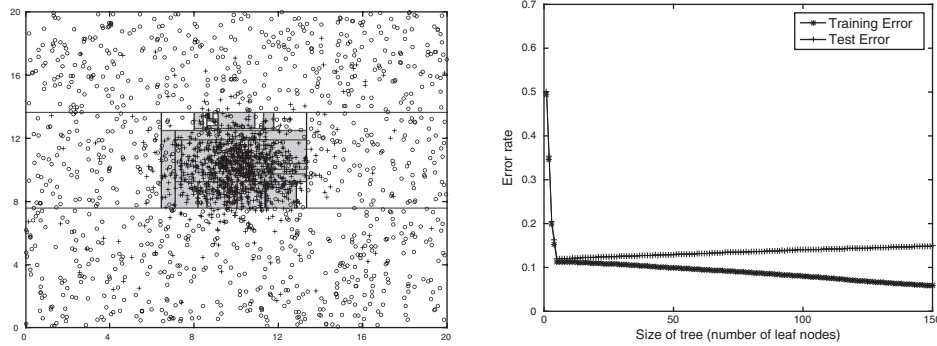 20
16
12
8
4
0
0 4 8 12 16 20
0.7
0.6
0.5
0.4
0.3
0.2
0.1
0
Error rate
Training Error
Test Error
0 50 100 150
Size of tree (number of leaf nodes)